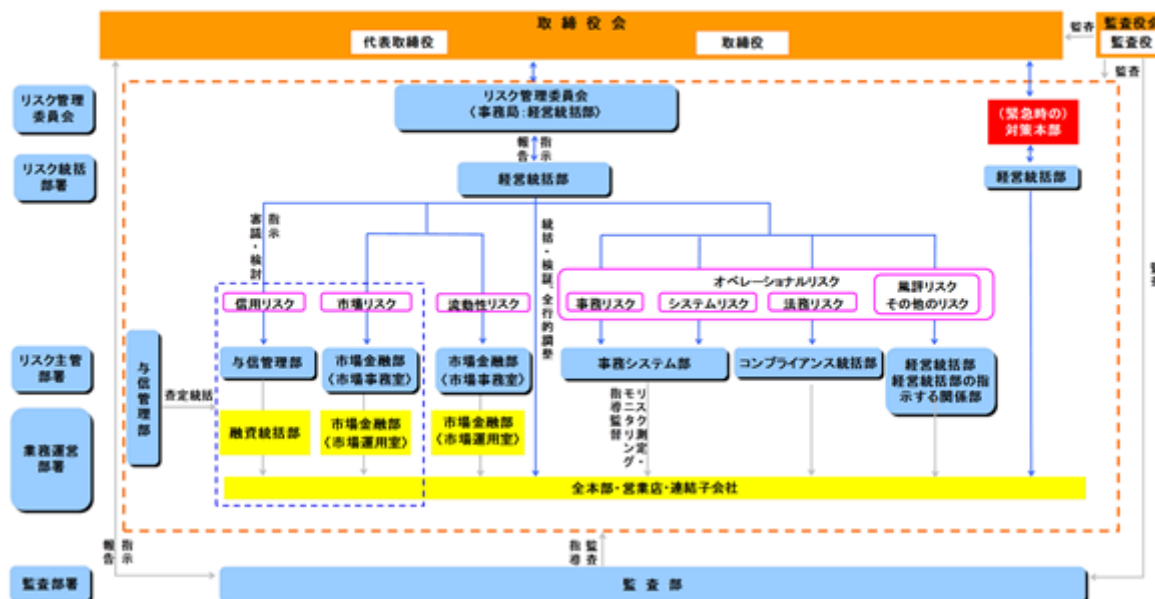 取締役会
代表取締役
取締役
監査役会
監査役
監査
監査
リスク管理
委員会
リスク管理委員会
〈事務局:経営統括部〉
(緊急時の)
対策本部
報告
指示
リスク統括
部署
経営統括部
経営統括部
指示
審議・検討
統括・検証、全行的調整
監査
オペレーショナルリスク
信用リスク
市場リスク
流動性リスク
事務リスク
システムリスク
法務リスク
風評リスク
その他のリスク
リスク主管
部署
与信管理部
査定統括
与信管理部
市場金融部
〈市場事務室〉
市場金融部
〈市場事務室〉
事務システム部
コンプライアンス統括部
経営統括部
経営統括部の指
示する関係部
業務運営
部署
融資統括部
市場金融部
〈市場運用室〉
市場金融部
〈市場運用室〉
リスク測定・
モニタリング
指導監督
全本部・営業店・連結子会社
報告
指示
監査
指導
監査部署
監査部